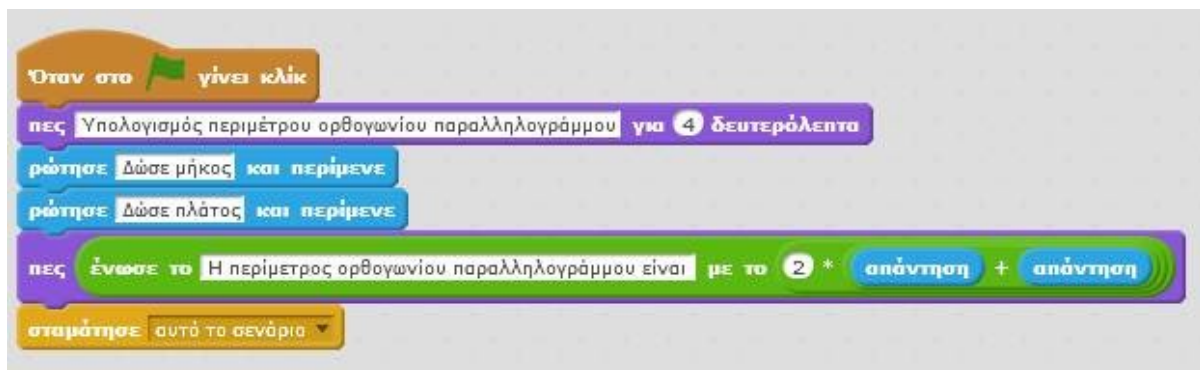 Όταν στο γίνει κλίκ
πες Υπολογισμός περιμέτρου ορθογωνίου παραλληλογράμμου για 4 δευτερόλεπτα
ρώτησε Δώσε μήκος και περίμενε
ρώτησε Δώσε πλάτος και περίμενε
πες ένωσε το Η περίμετρος ορθογωνίου παραλληλογράμμου είναι με το 2 * απάντηση + απάντηση
σταμάτησε αυτό το σενάριο